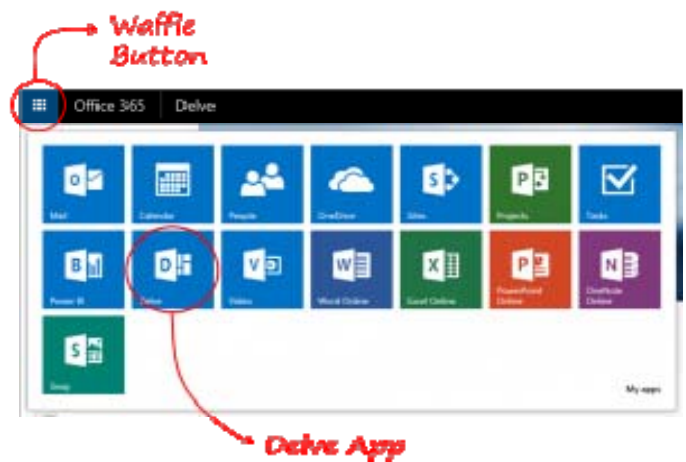 Waffle
Button
Office 365 Delve
Mail Calendar People OneDrive Sites Projects Tasks
Power BI Delve Video Word Online Excel Online PowerPoint Online OneNote Online
Sway
My apps
Delve App